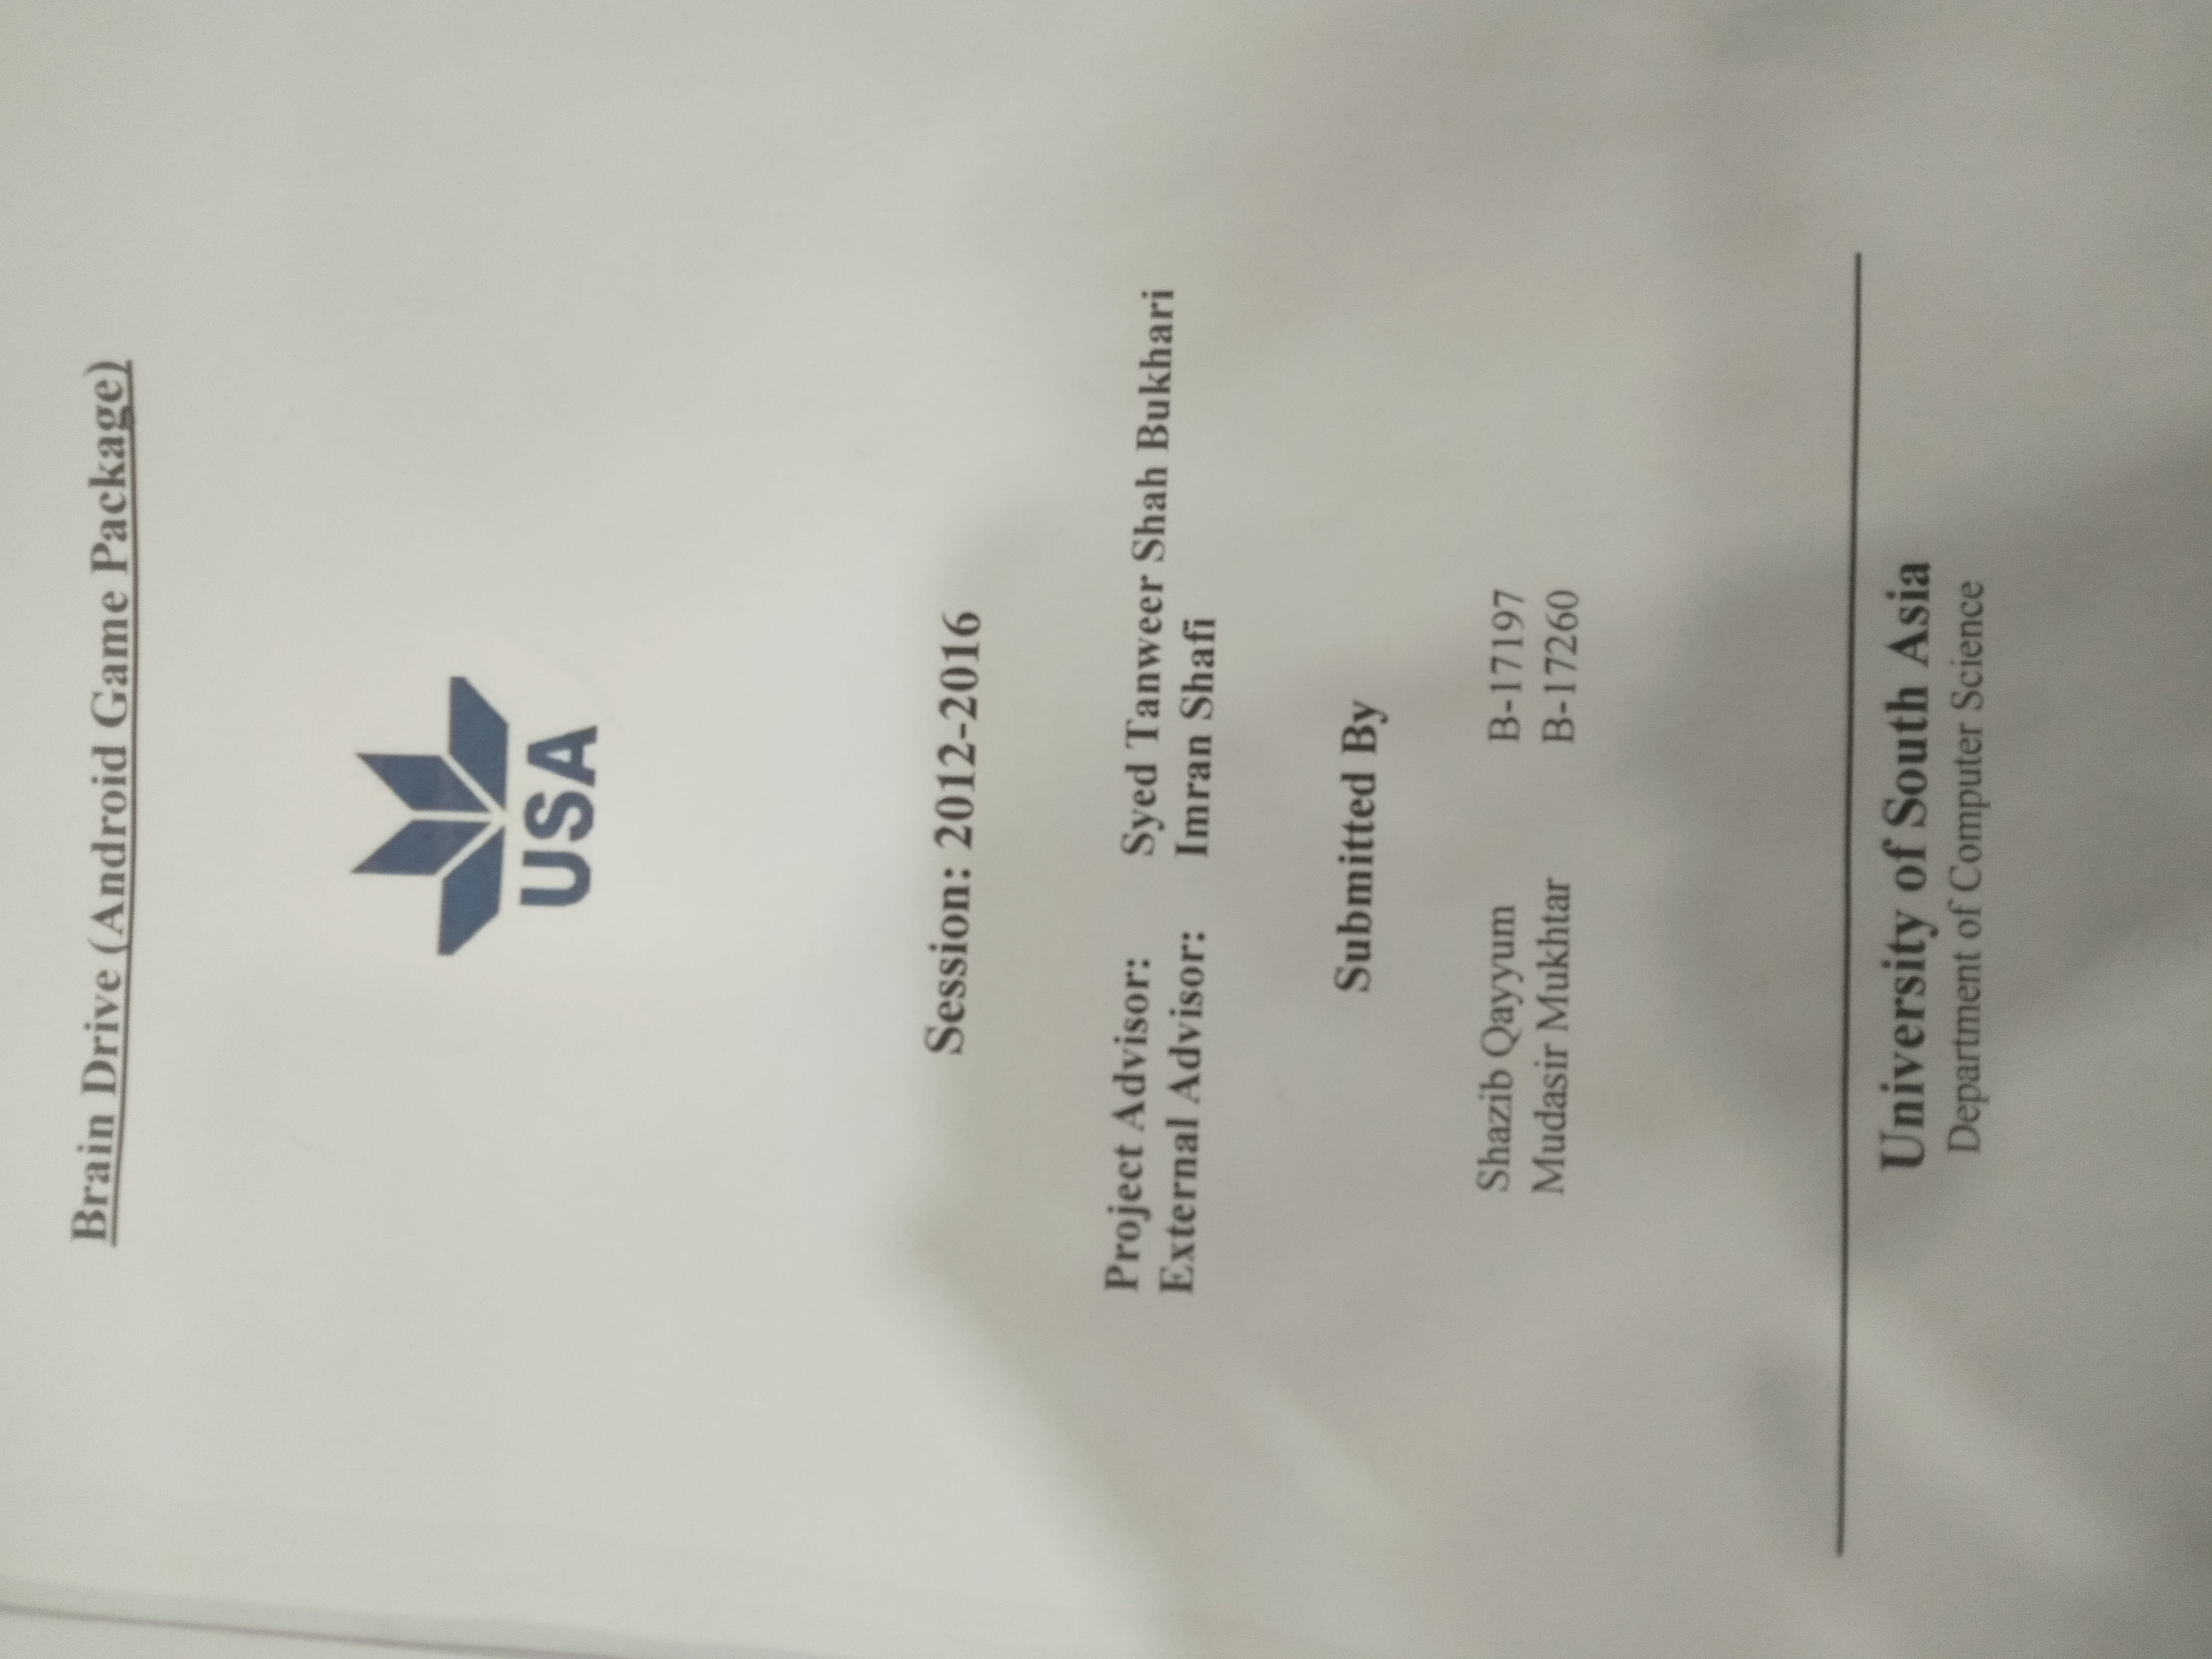 Brain Drive (Android Game Package)
USA
Session: 2012-2016
Project Advisor: Syed Tanweer Shah Bukhari
External Advisor: Imran Shafi
Submitted By
Shazib Qayyum B-17197
Mudasir Mukhtar B-17260
University of South Asia
Department of Computer Science